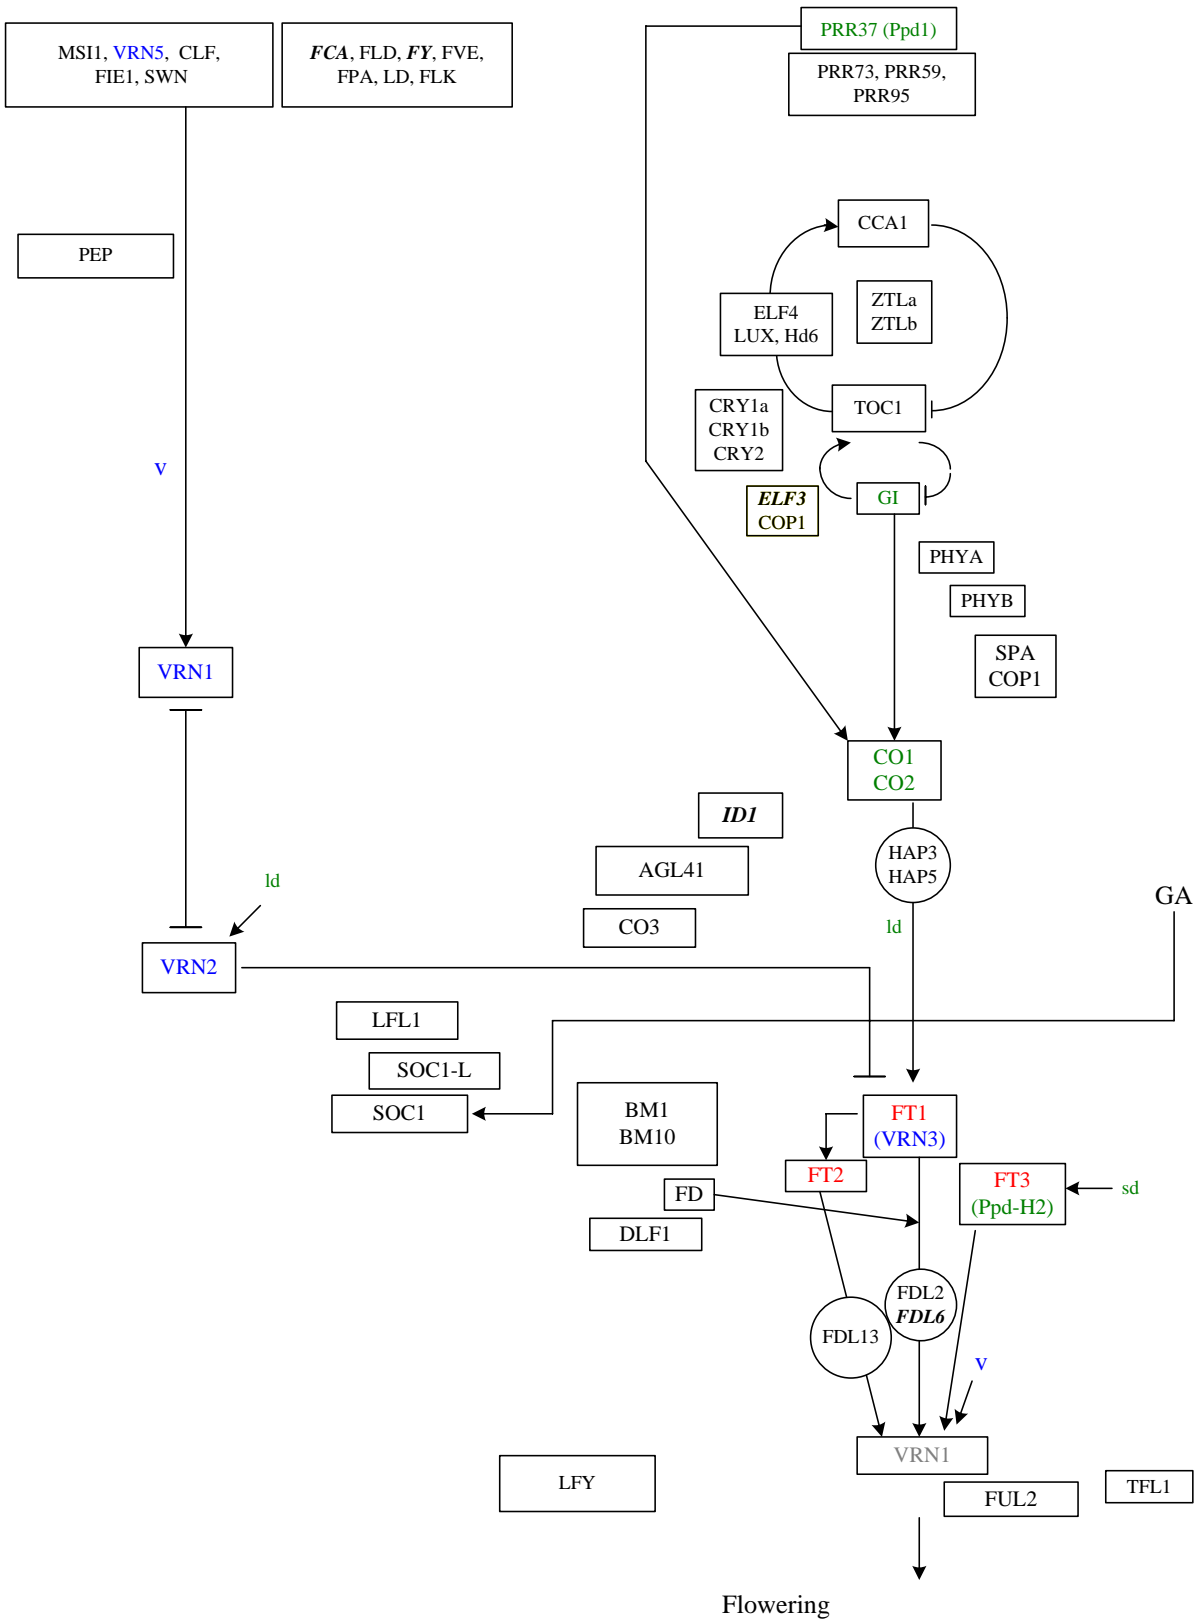 MSI1, VRN5, CLF,
FIE1, SWN
FCA, FLD, FY, FVE,
FPA, LD, FLK
PRR37 (Ppd1)
PRR73, PRR59,
PRR95
PEP
CCA1
ZTLa
ZTLb
ELF4
LUX, Hd6
TOC1
CRY1a
CRY1b
CRY2
v
GI
ELF3
COP1
PHYA
PHYB
SPA
COP1
VRN1
CO1
CO2
ID1
HAP3
HAP5
AGL41
ld
GA
CO3
ld
VRN2
LFL1
SOC1-L
SOC1
BM1
BM10
FT1
(VRN3)
FT2
FT3
(Ppd-H2)
sd
FD
DLF1
FDL2
FDL6
FDL13
v
VRN1
LFY
FUL2
TFL1
Flowering